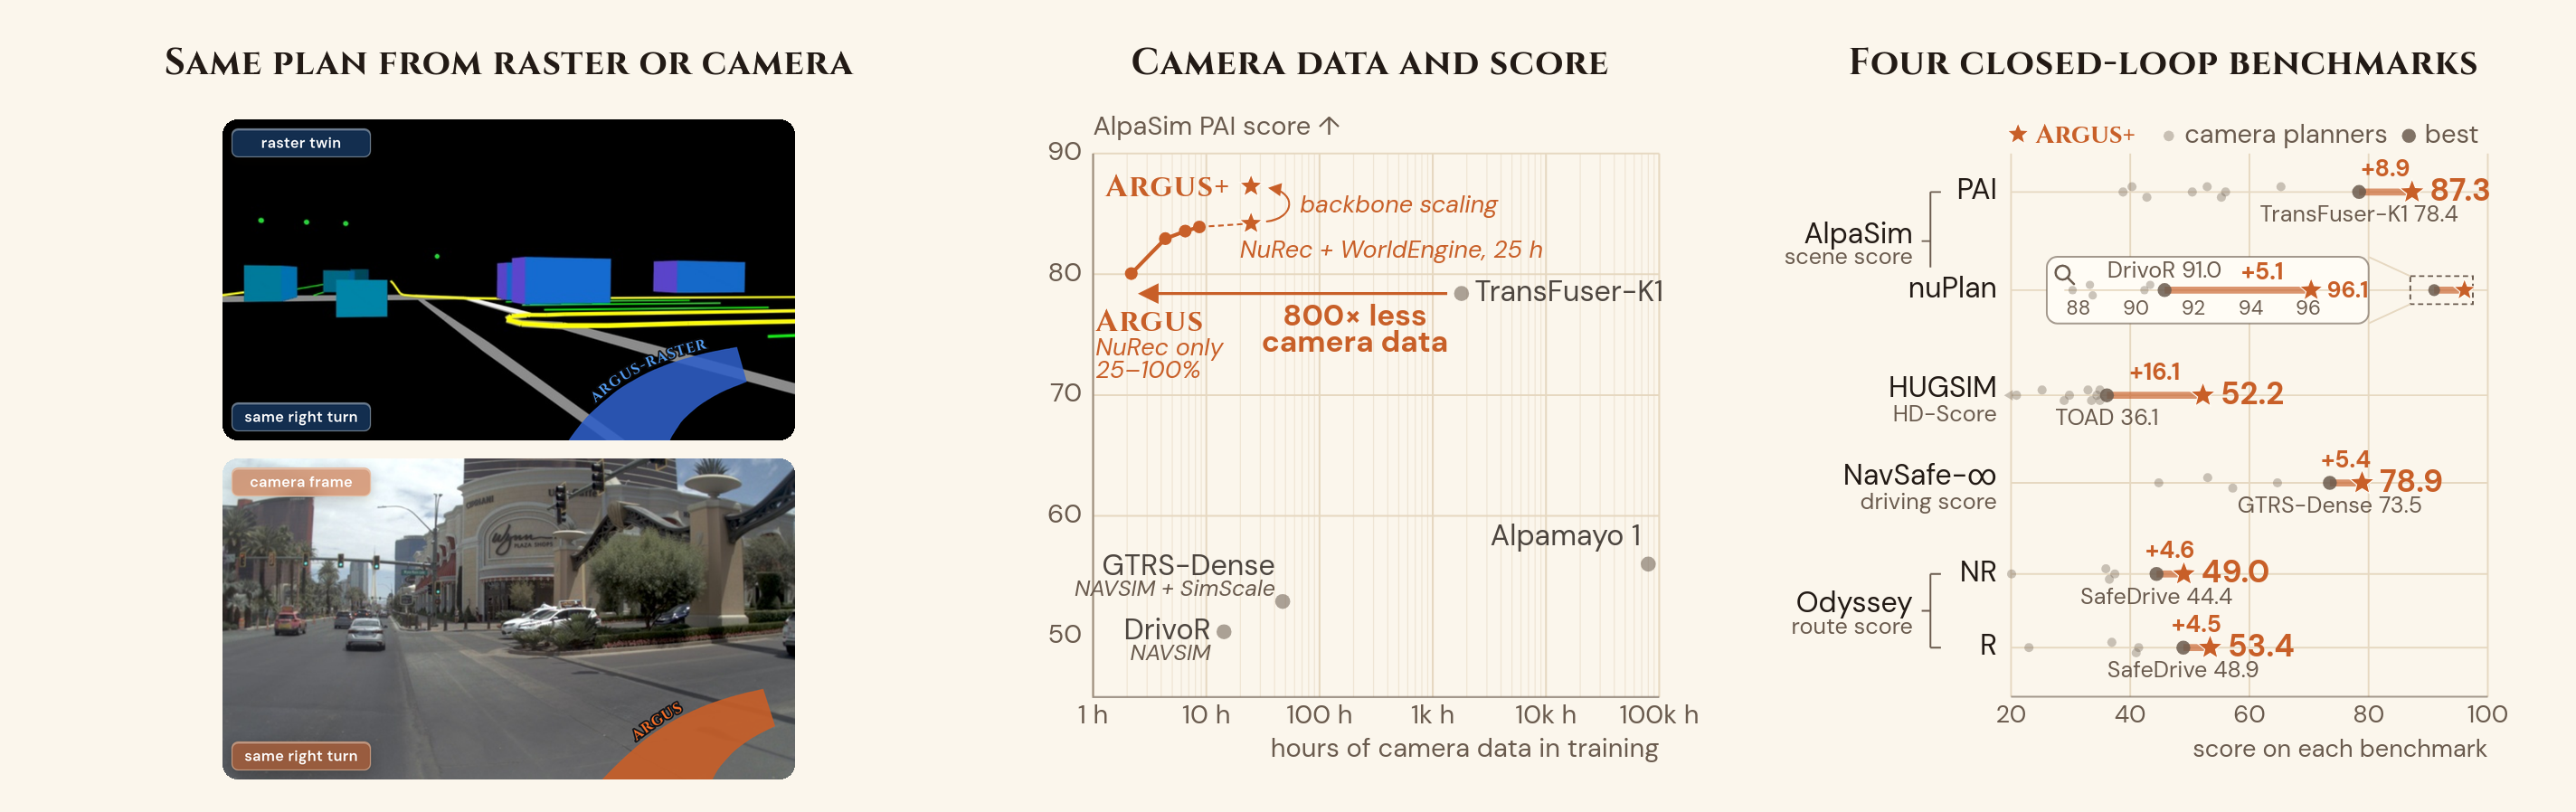 SAME PLAN FROM RASTER OR CAMERA
raster twin
ARGUS-RASTER
same right turn
camera frame
Wynn
PLAZA SHOPS
ARGUS
same right turn
CAMERA DATA AND SCORE
AlpaSim PAI score ↑
90
80
70
60
50
ARGUS+
backbone scaling
NuRec + WorldEngine, 25 h
TransFuser-K1
ARGUS
NuRec only
25–100%
800× less
camera data
Alpamayo 1
GTRS-Dense
NAVSIM + SimScale
DrivoR
NAVSIM
1 h 10 h 100 h 1k h 10k h 100k h
hours of camera data in training
FOUR CLOSED-LOOP BENCHMARKS
ARGUS+ camera planners best
AlpaSim
scene score
PAI
+8.9
87.3
TransFuser-K1 78.4
nuPlan
DrivoR 91.0 +5.1
96.1
88 90 92 94 96
HUGSIM
HD-Score
+16.1
52.2
TOAD 36.1
NavSafe-∞
driving score
+5.4
78.9
GTRS-Dense 73.5
Odyssey
route score
NR
+4.6
49.0
SafeDrive 44.4
R
+4.5
53.4
SafeDrive 48.9
20 40 60 80 100
score on each benchmark